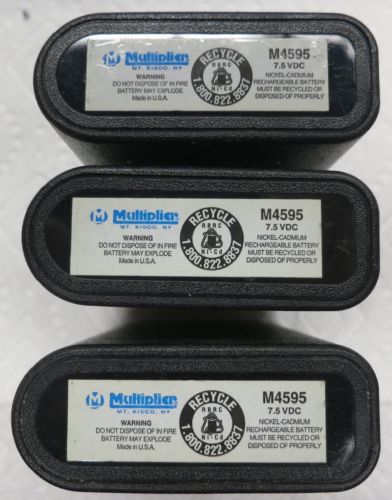 M Multiplier
MT. KISCO, NY
WARNING
DO NOT DISPOSE OF IN FIRE
BATTERY MAY EXPLODE
Made in U.S.A.
RECYCLE
RBRC
Ni-Cd
1.800.822.8837
M4595
7.5 VDC
NICKEL-CADMIUM
RECHARGEABLE BATTERY
MUST BE RECYCLED OR
DISPOSED OF PROPERLY
M Multiplier
MT. KISCO, NY
WARNING
DO NOT DISPOSE OF IN FIRE
BATTERY MAY EXPLODE
Made in U.S.A.
RECYCLE
RBRC
Ni-Cd
1.800.822.8837
M4595
7.5 VDC
NICKEL-CADMIUM
RECHARGEABLE BATTERY
MUST BE RECYCLED OR
DISPOSED OF PROPERLY
M Multiplier
MT. KISCO, NY
WARNING
DO NOT DISPOSE OF IN FIRE
BATTERY MAY EXPLODE
Made in U.S.A.
RECYCLE
RBRC
Ni-Cd
1.800.822.8837
M4595
7.5 VDC
NICKEL-CADMIUM
RECHARGEABLE BATTERY
MUST BE RECYCLED OR
DISPOSED OF PROPERLY